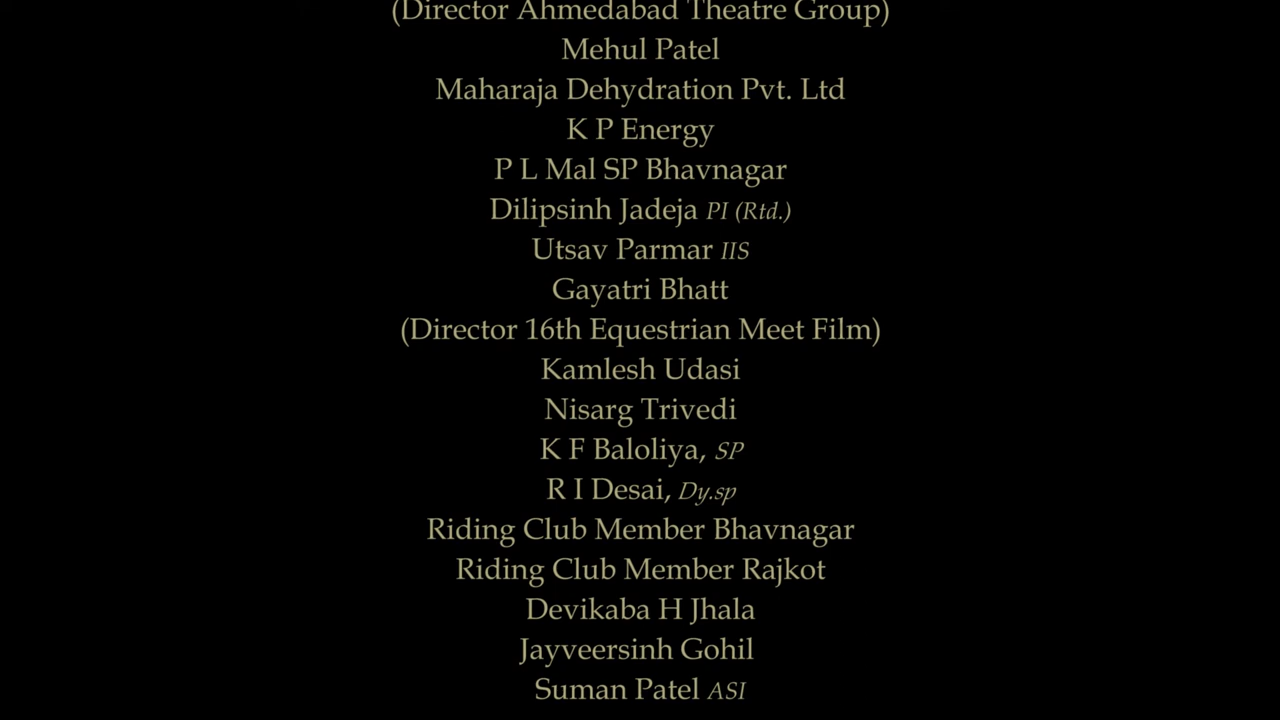 (Director Ahmedabad Theatre Group)
Mehul Patel
Maharaja Dehydration Pvt. Ltd
K P Energy
P L Mal SP Bhavnagar
Dilipsinh Jadeja PI (Rtd.)
Utsav Parmar IIS
Gayatri Bhatt
(Director 16th Equestrian Meet Film)
Kamlesh Udasi
Nisarg Trivedi
K F Baloliya, SP
R I Desai, Dy.sp
Riding Club Member Bhavnagar
Riding Club Member Rajkot
Devikaba H Jhala
Jayveersinh Gohil
Suman Patel ASI